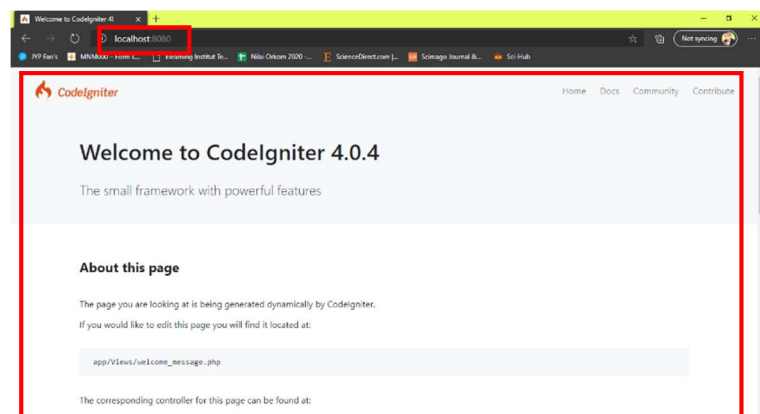 Welcome to CodeIgniter 4!
localhost:8080
Not syncing
JYP Fan's
Elearning Institut Te...
Nilai Orkom 2020 -...
ScienceDirect.com |...
Scimago Journal &...
Sci-Hub
CodeIgniter
Home Docs Community Contribute
Welcome to CodeIgniter 4.0.4
The small framework with powerful features
About this page
The page you are looking at is being generated dynamically by CodeIgniter.
If you would like to edit this page you will find it located at:
app/Views/welcome_message.php
The corresponding controller for this page can be found at: